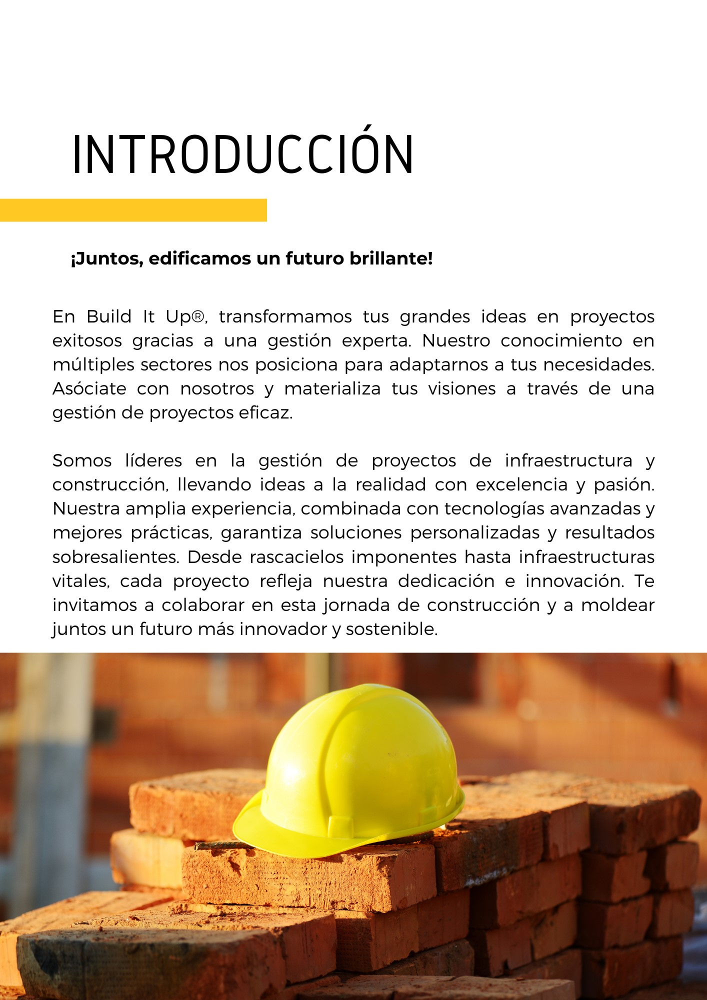 INTRODUCCIÓN
¡Juntos, edificamos un futuro brillante!
En Build It Up®, transformamos tus grandes ideas en proyectos
exitosos gracias a una gestión experta. Nuestro conocimiento en
múltiples sectores nos posiciona para adaptarnos a tus necesidades.
Asóciate con nosotros y materializa tus visiones a través de una
gestión de proyectos eficaz.
Somos líderes en la gestión de proyectos de infraestructura y
construcción, llevando ideas a la realidad con excelencia y pasión.
Nuestra amplia experiencia, combinada con tecnologías avanzadas y
mejores prácticas, garantiza soluciones personalizadas y resultados
sobresalientes. Desde rascacielos imponentes hasta infraestructuras
vitales, cada proyecto refleja nuestra dedicación e innovación. Te
invitamos a colaborar en esta jornada de construcción y a moldear
juntos un futuro más innovador y sostenible.